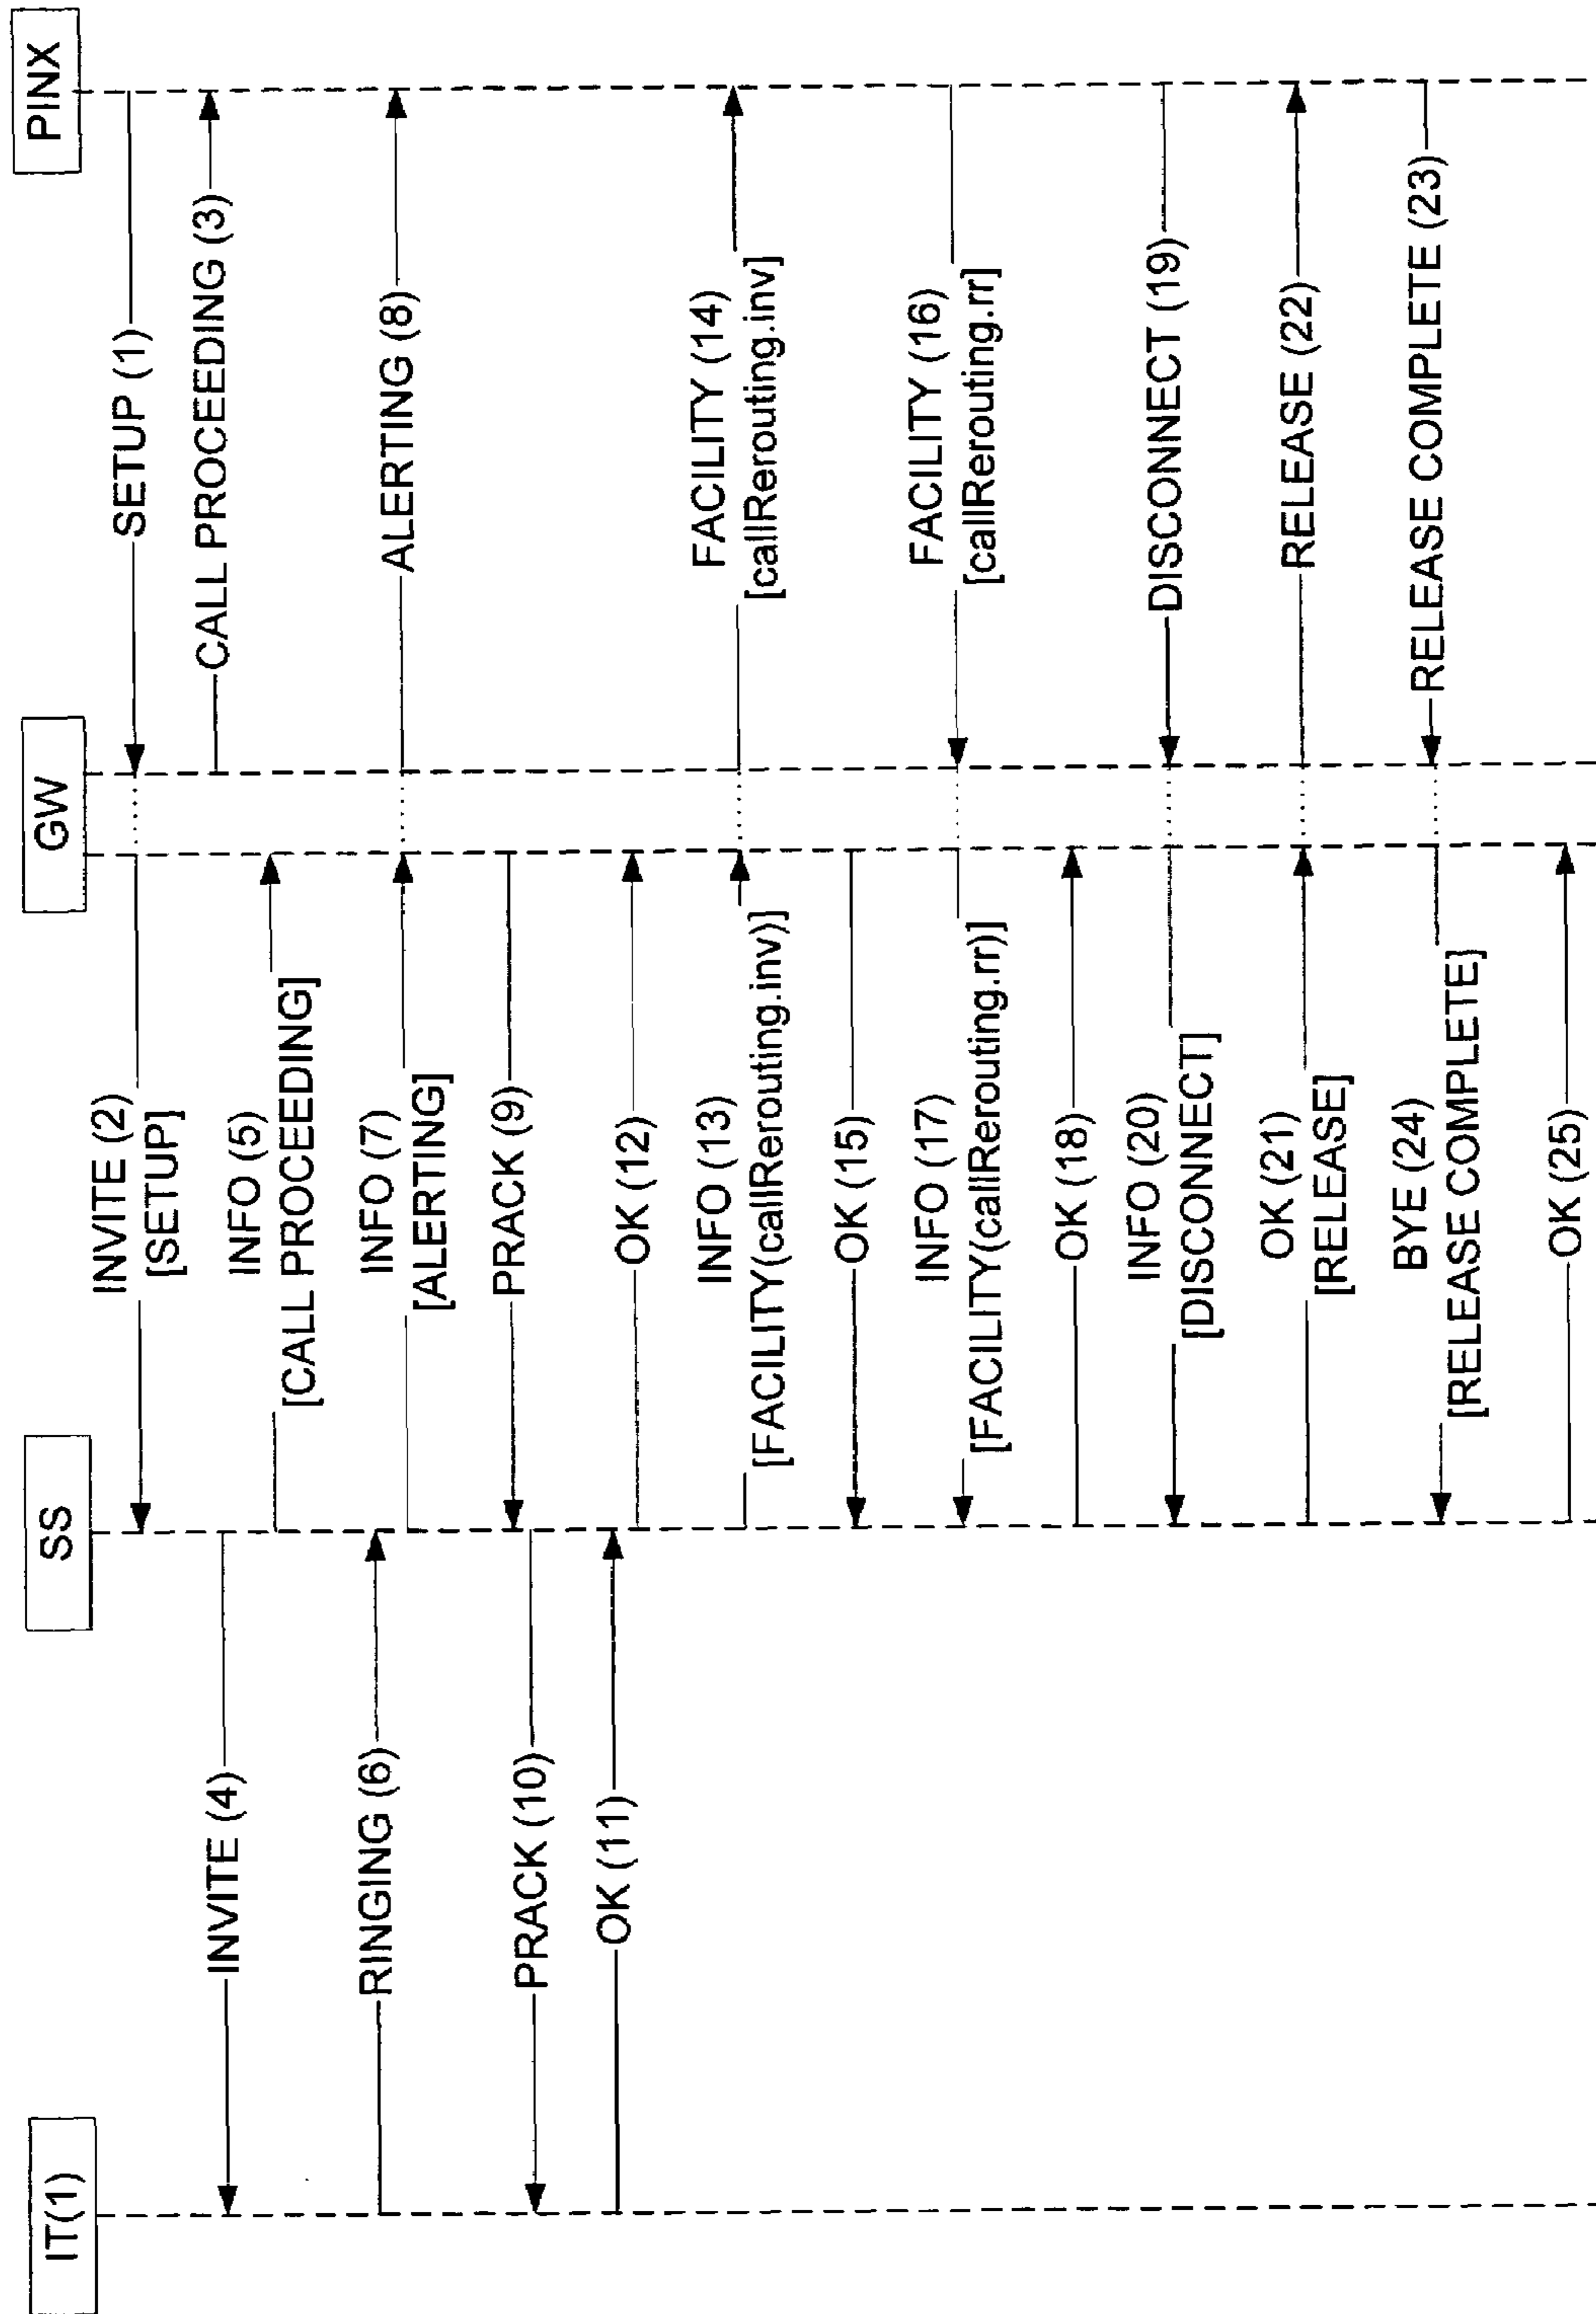 IT(1)
SS
GW
PINX
SETUP (1)
INVITE (2)
[SETUP]
CALL PROCEEDING (3)
INVITE (4)
INFO (5)
[CALL PROCEEDING]
RINGING (6)
INFO (7)
[ALERTING]
ALERTING (8)
PRACK (9)
PRACK (10)
OK (11)
OK (12)
INFO (13)
[FACILITY(callRerouting.inv)]
FACILITY (14)
[callRerouting.inv]
OK (15)
FACILITY (16)
[callRerouting.rr]
INFO (17)
[FACILITY(callRerouting.rr)]
OK (18)
DISCONNECT (19)
INFO (20)
[DISCONNECT]
OK (21)
[RELEASE]
RELEASE (22)
RELEASE COMPLETE (23)
BYE (24)
[RELEASE COMPLETE]
OK (25)